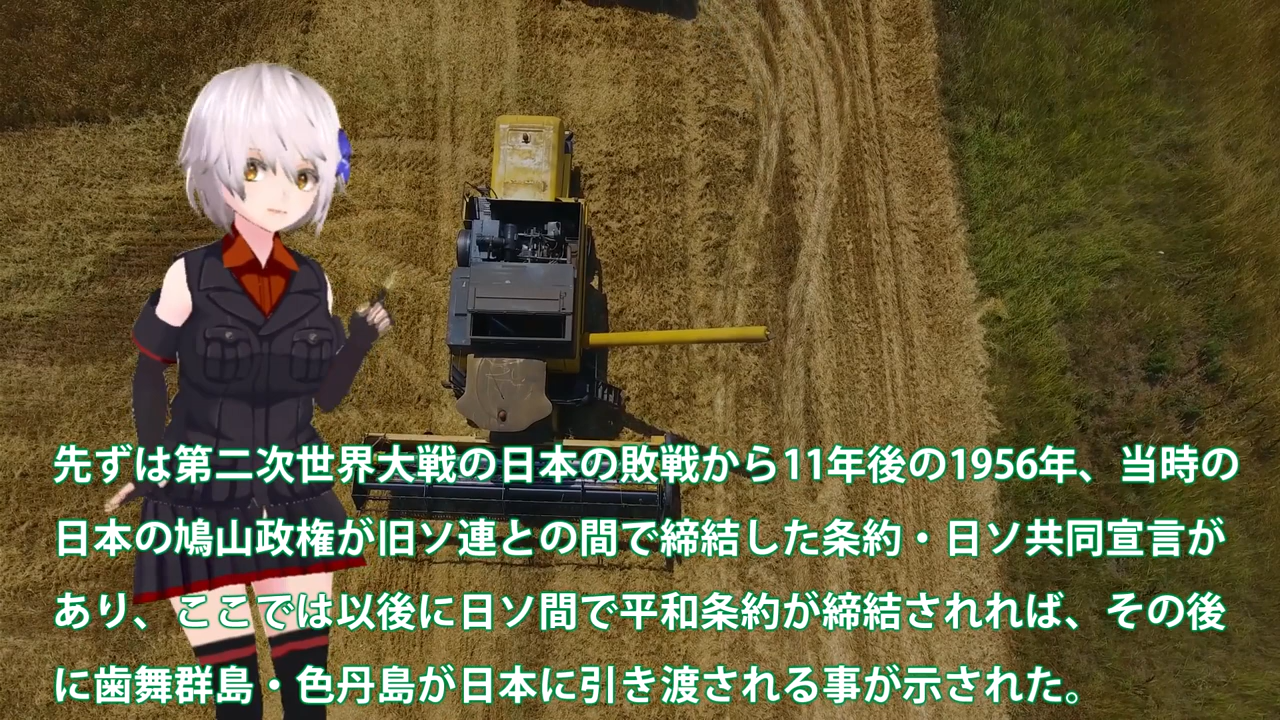 先ずは第二次世界大戦の日本の敗戦から11年後の1956年、当時の
日本の鳩山政権が旧ソ連との間で締結した条約・日ソ共同宣言が
あり、ここでは以後に日ソ間で平和条約が締結されれば、その後
に歯舞群島・色丹島が日本に引き渡される事が示された。